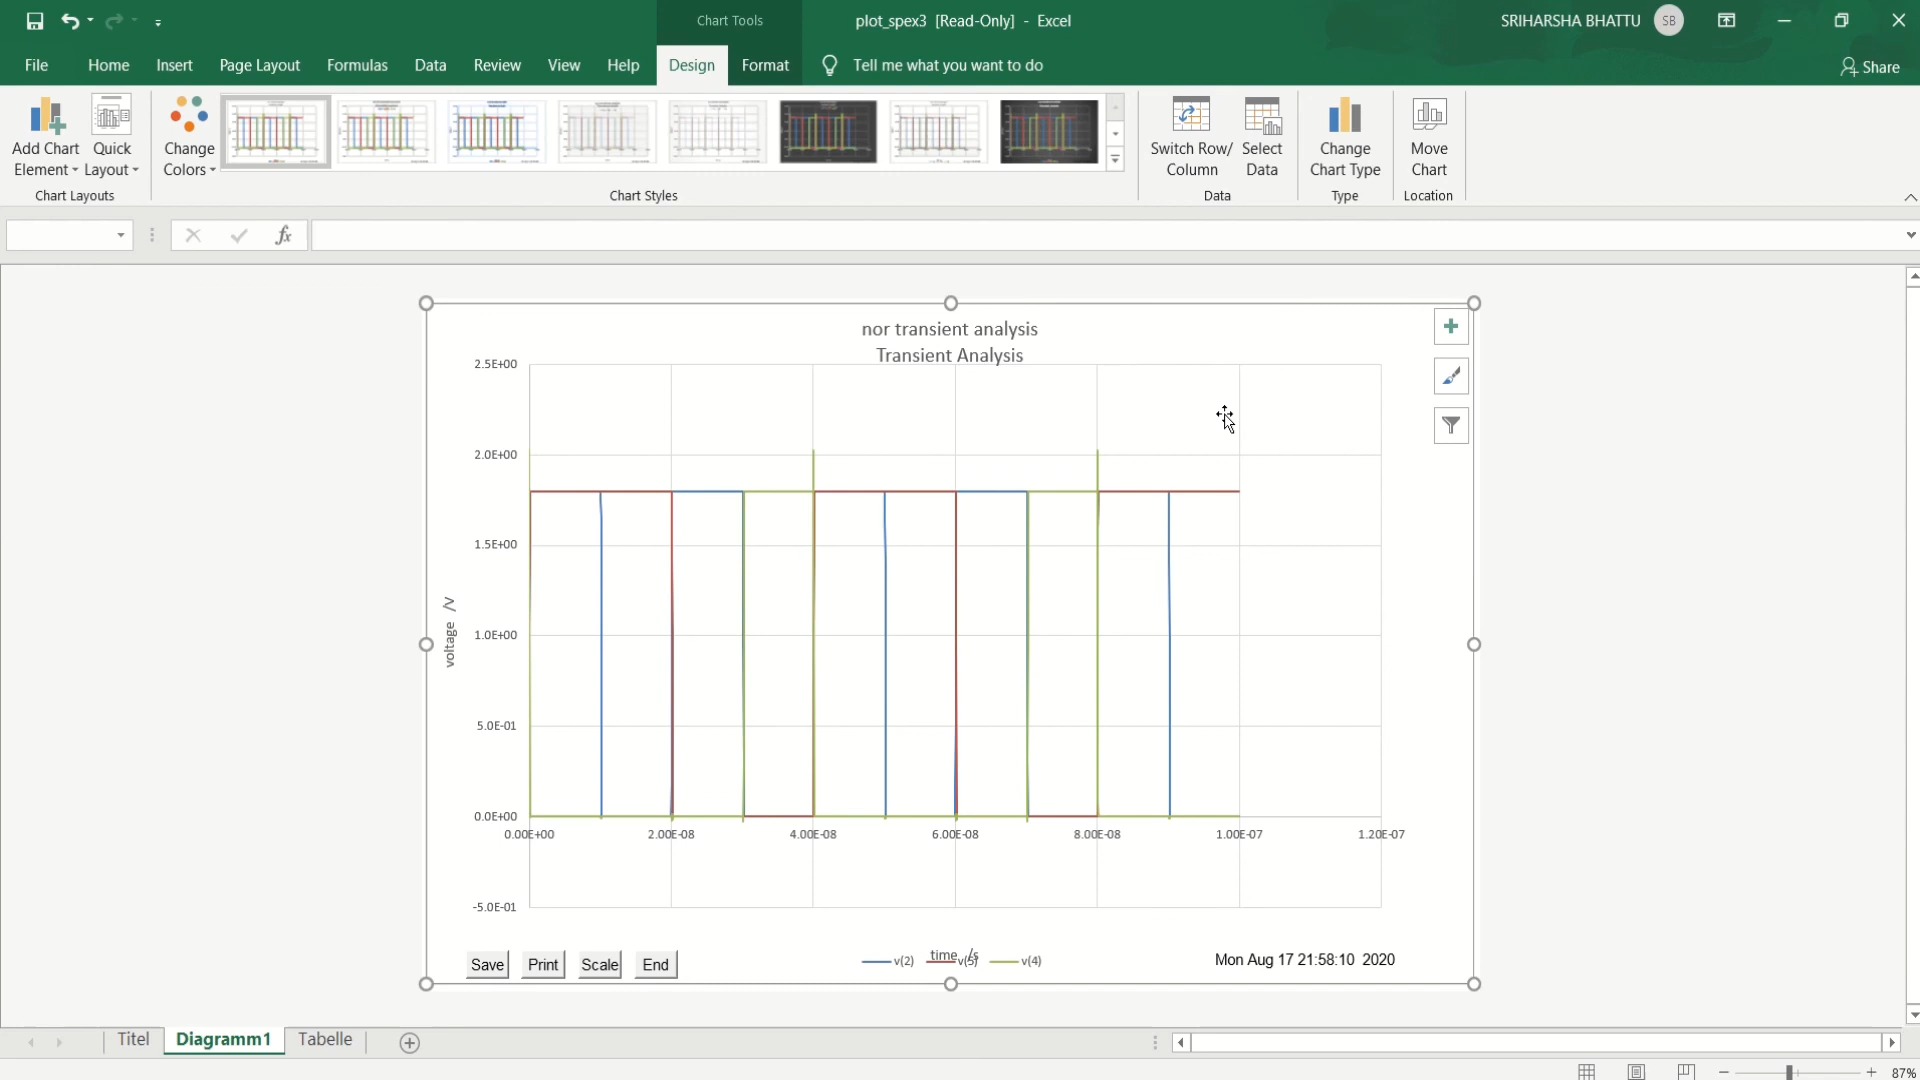 Chart Tools
plot_spex3 [Read-Only] - Excel
SRIHARSHA BHATTU
SB
File
Home
Insert
Page Layout
Formulas
Data
Review
View
Help
Design
Format
Tell me what you want to do
Share
Add Chart Element
Quick Layout
Change Colors
Switch Row/ Column
Select Data
Change Chart Type
Move Chart
Chart Layouts
Chart Styles
Data
Type
Location
fx
nor transient analysis
Transient Analysis
2.5E+00
2.0E+00
1.5E+00
1.0E+00
5.0E-01
0.0E+00
-5.0E-01
voltage /V
0.00E+00
2.00E-08
4.00E-08
6.00E-08
8.00E-08
1.00E-07
1.20E-07
Save
Print
Scale
End
time /s
v(2)
v(4)
Mon Aug 17 21:58:10 2020
Titel
Diagramm1
Tabelle
87%